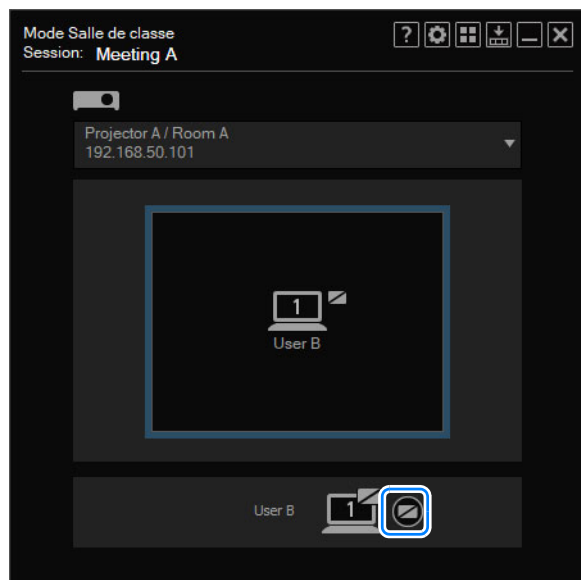 Mode Salle de classe
Session: Meeting A
?
Projector A / Room A
192.168.50.101
1
User B
User B
1